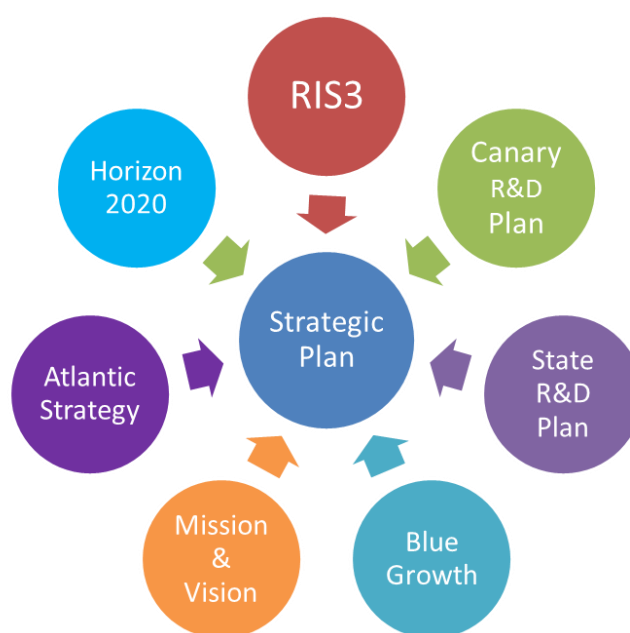 RIS3
Canary
R&D
Plan
State
R&D
Plan
Blue
Growth
Mission
&
Vision
Atlantic
Strategy
Horizon
2020
Strategic
Plan